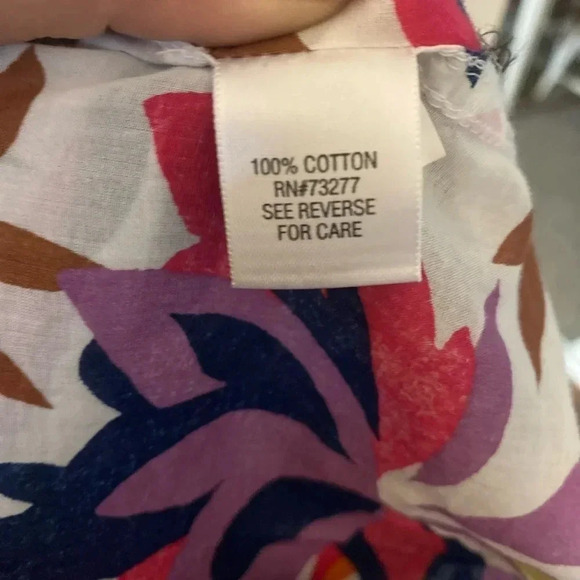 100% COTTON
RN#73277
SEE REVERSE
FOR CARE